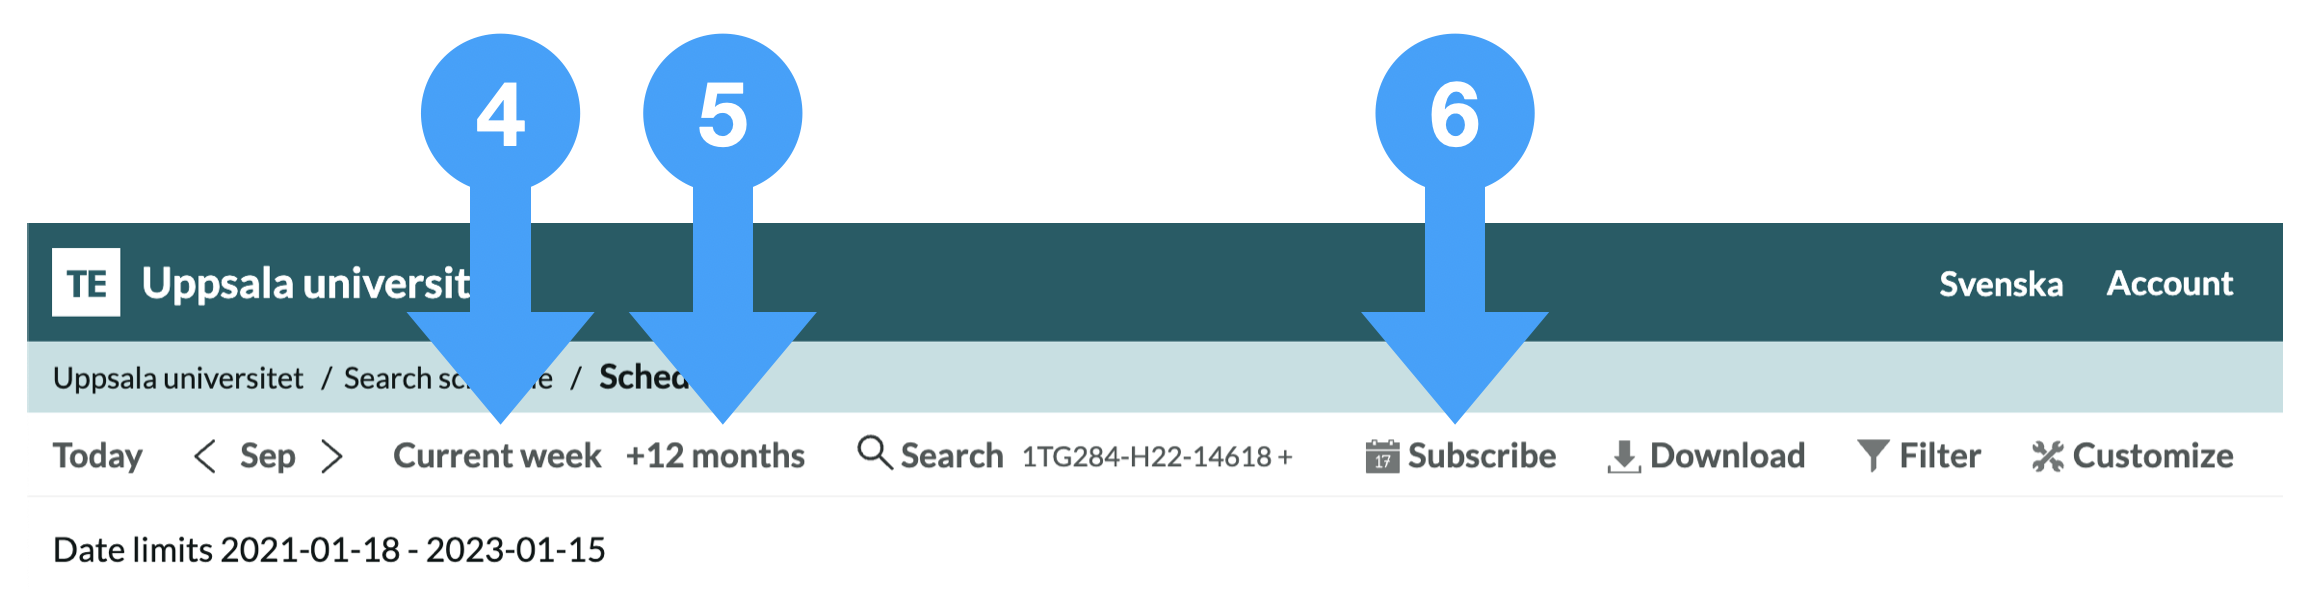 4 5 6
TE Uppsala universit
Svenska Account
Uppsala universitet / Search / Sched
Today < Sep > Current week +12 months Search 1TG284-H22-14618 + 17 Subscribe Download Filter Customize
Date limits 2021-01-18 - 2023-01-15